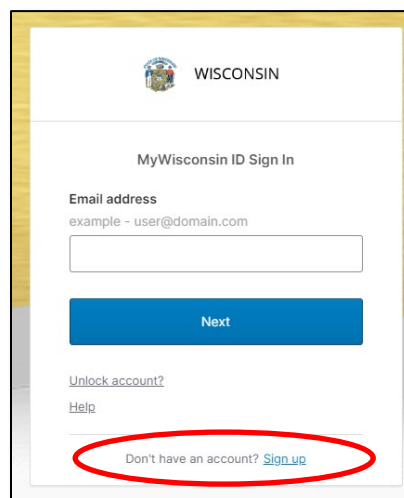 WISCONSIN
MyWisconsin ID Sign In
Email address
example - user@domain.com
Next
Unlock account?
Help
Don't have an account? Sign up